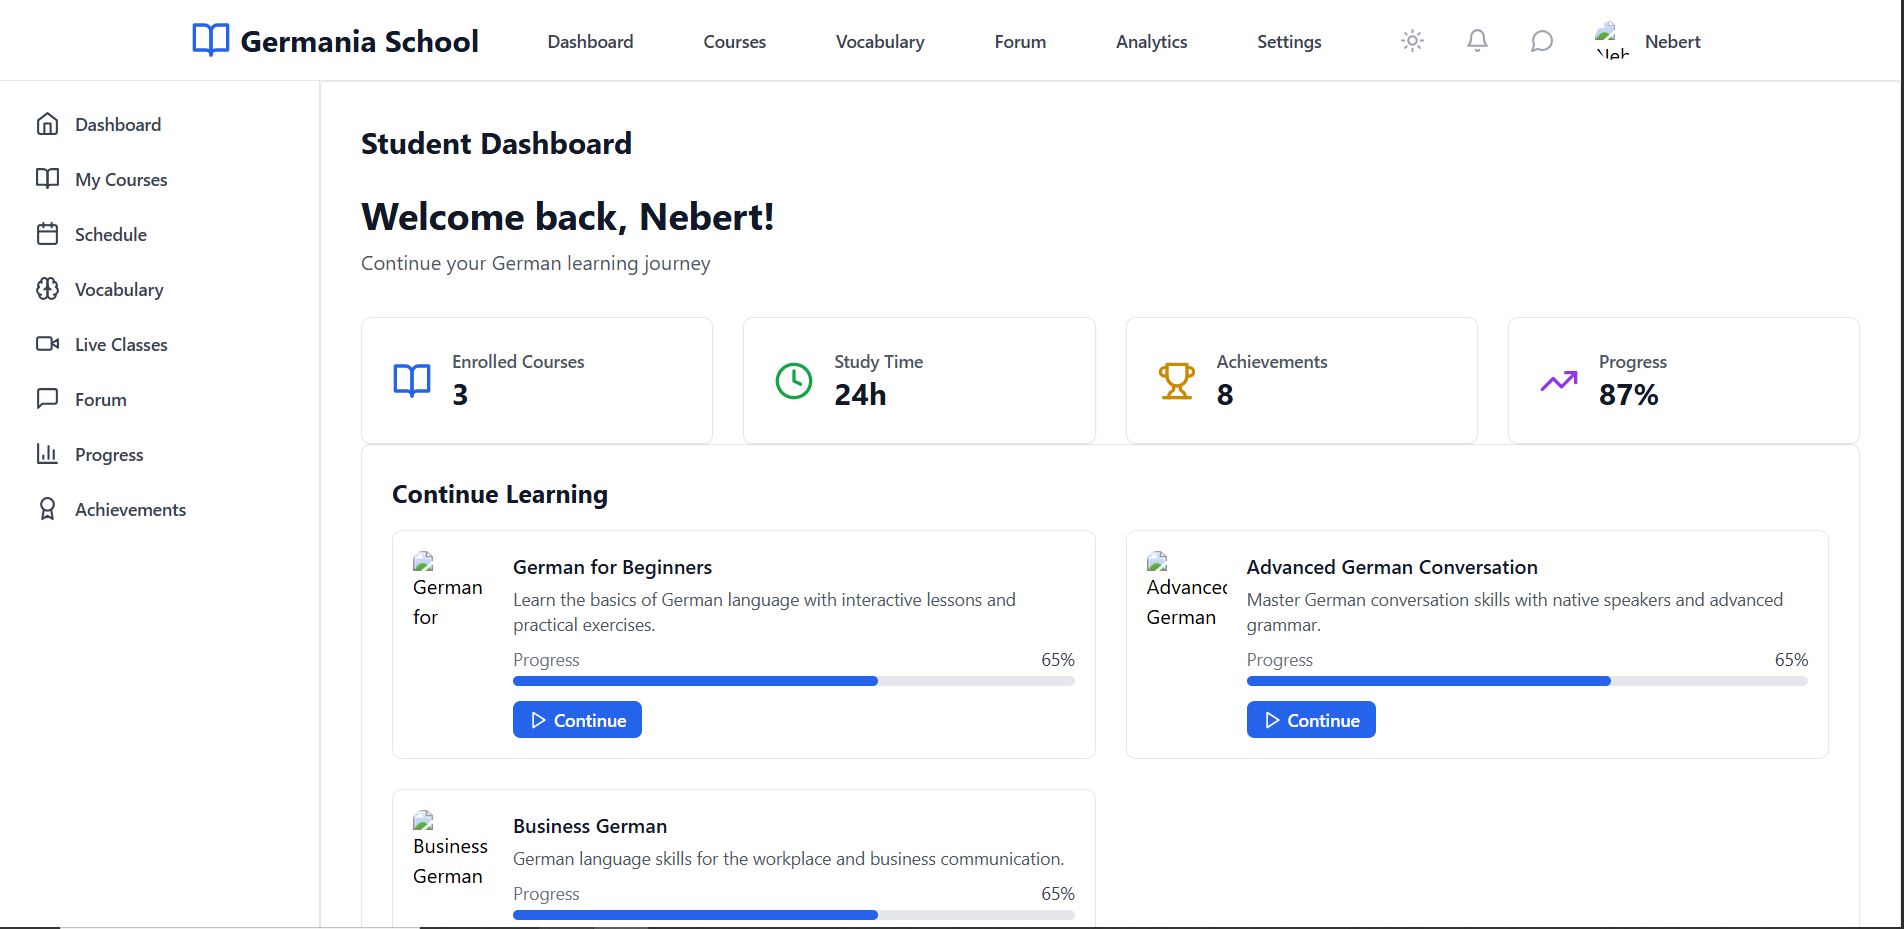 Germania School
Dashboard
Courses
Vocabulary
Forum
Analytics
Settings
Nebert
Dashboard
My Courses
Schedule
Vocabulary
Live Classes
Forum
Progress
Achievements
Student Dashboard
Welcome back, Nebert!
Continue your German learning journey
Enrolled Courses
3
Study Time
24h
Achievements
8
Progress
87%
Continue Learning
German
for
German for Beginners
Learn the basics of German language with interactive lessons and
practical exercises.
Progress 65%
Continue
Advanced
German
Advanced German Conversation
Master German conversation skills with native speakers and advanced
grammar.
Progress 65%
Continue
Business
German
Business German
German language skills for the workplace and business communication.
Progress 65%